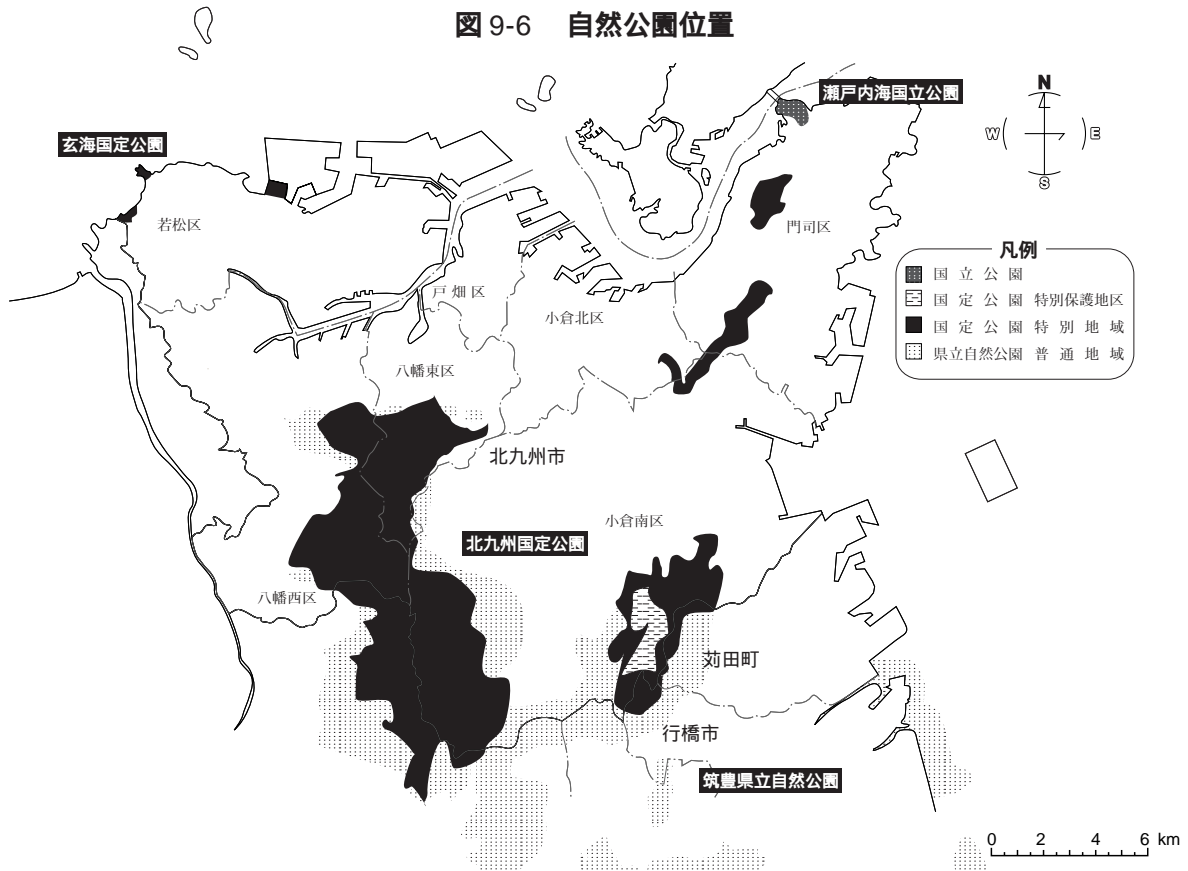 図 9-6 自然公園位置
瀬戸内海国立公園
N
W
E
S
玄海国定公園
若松区
門司区
凡例
国立公園
国定公園 特別保護地区
国定公園 特別地域
県立自然公園 普通地域
戸畑区
小倉北区
八幡東区
北九州市
小倉南区
北九州国定公園
八幡西区
苅田町
行橋市
筑豊県立自然公園
0 2 4 6 km